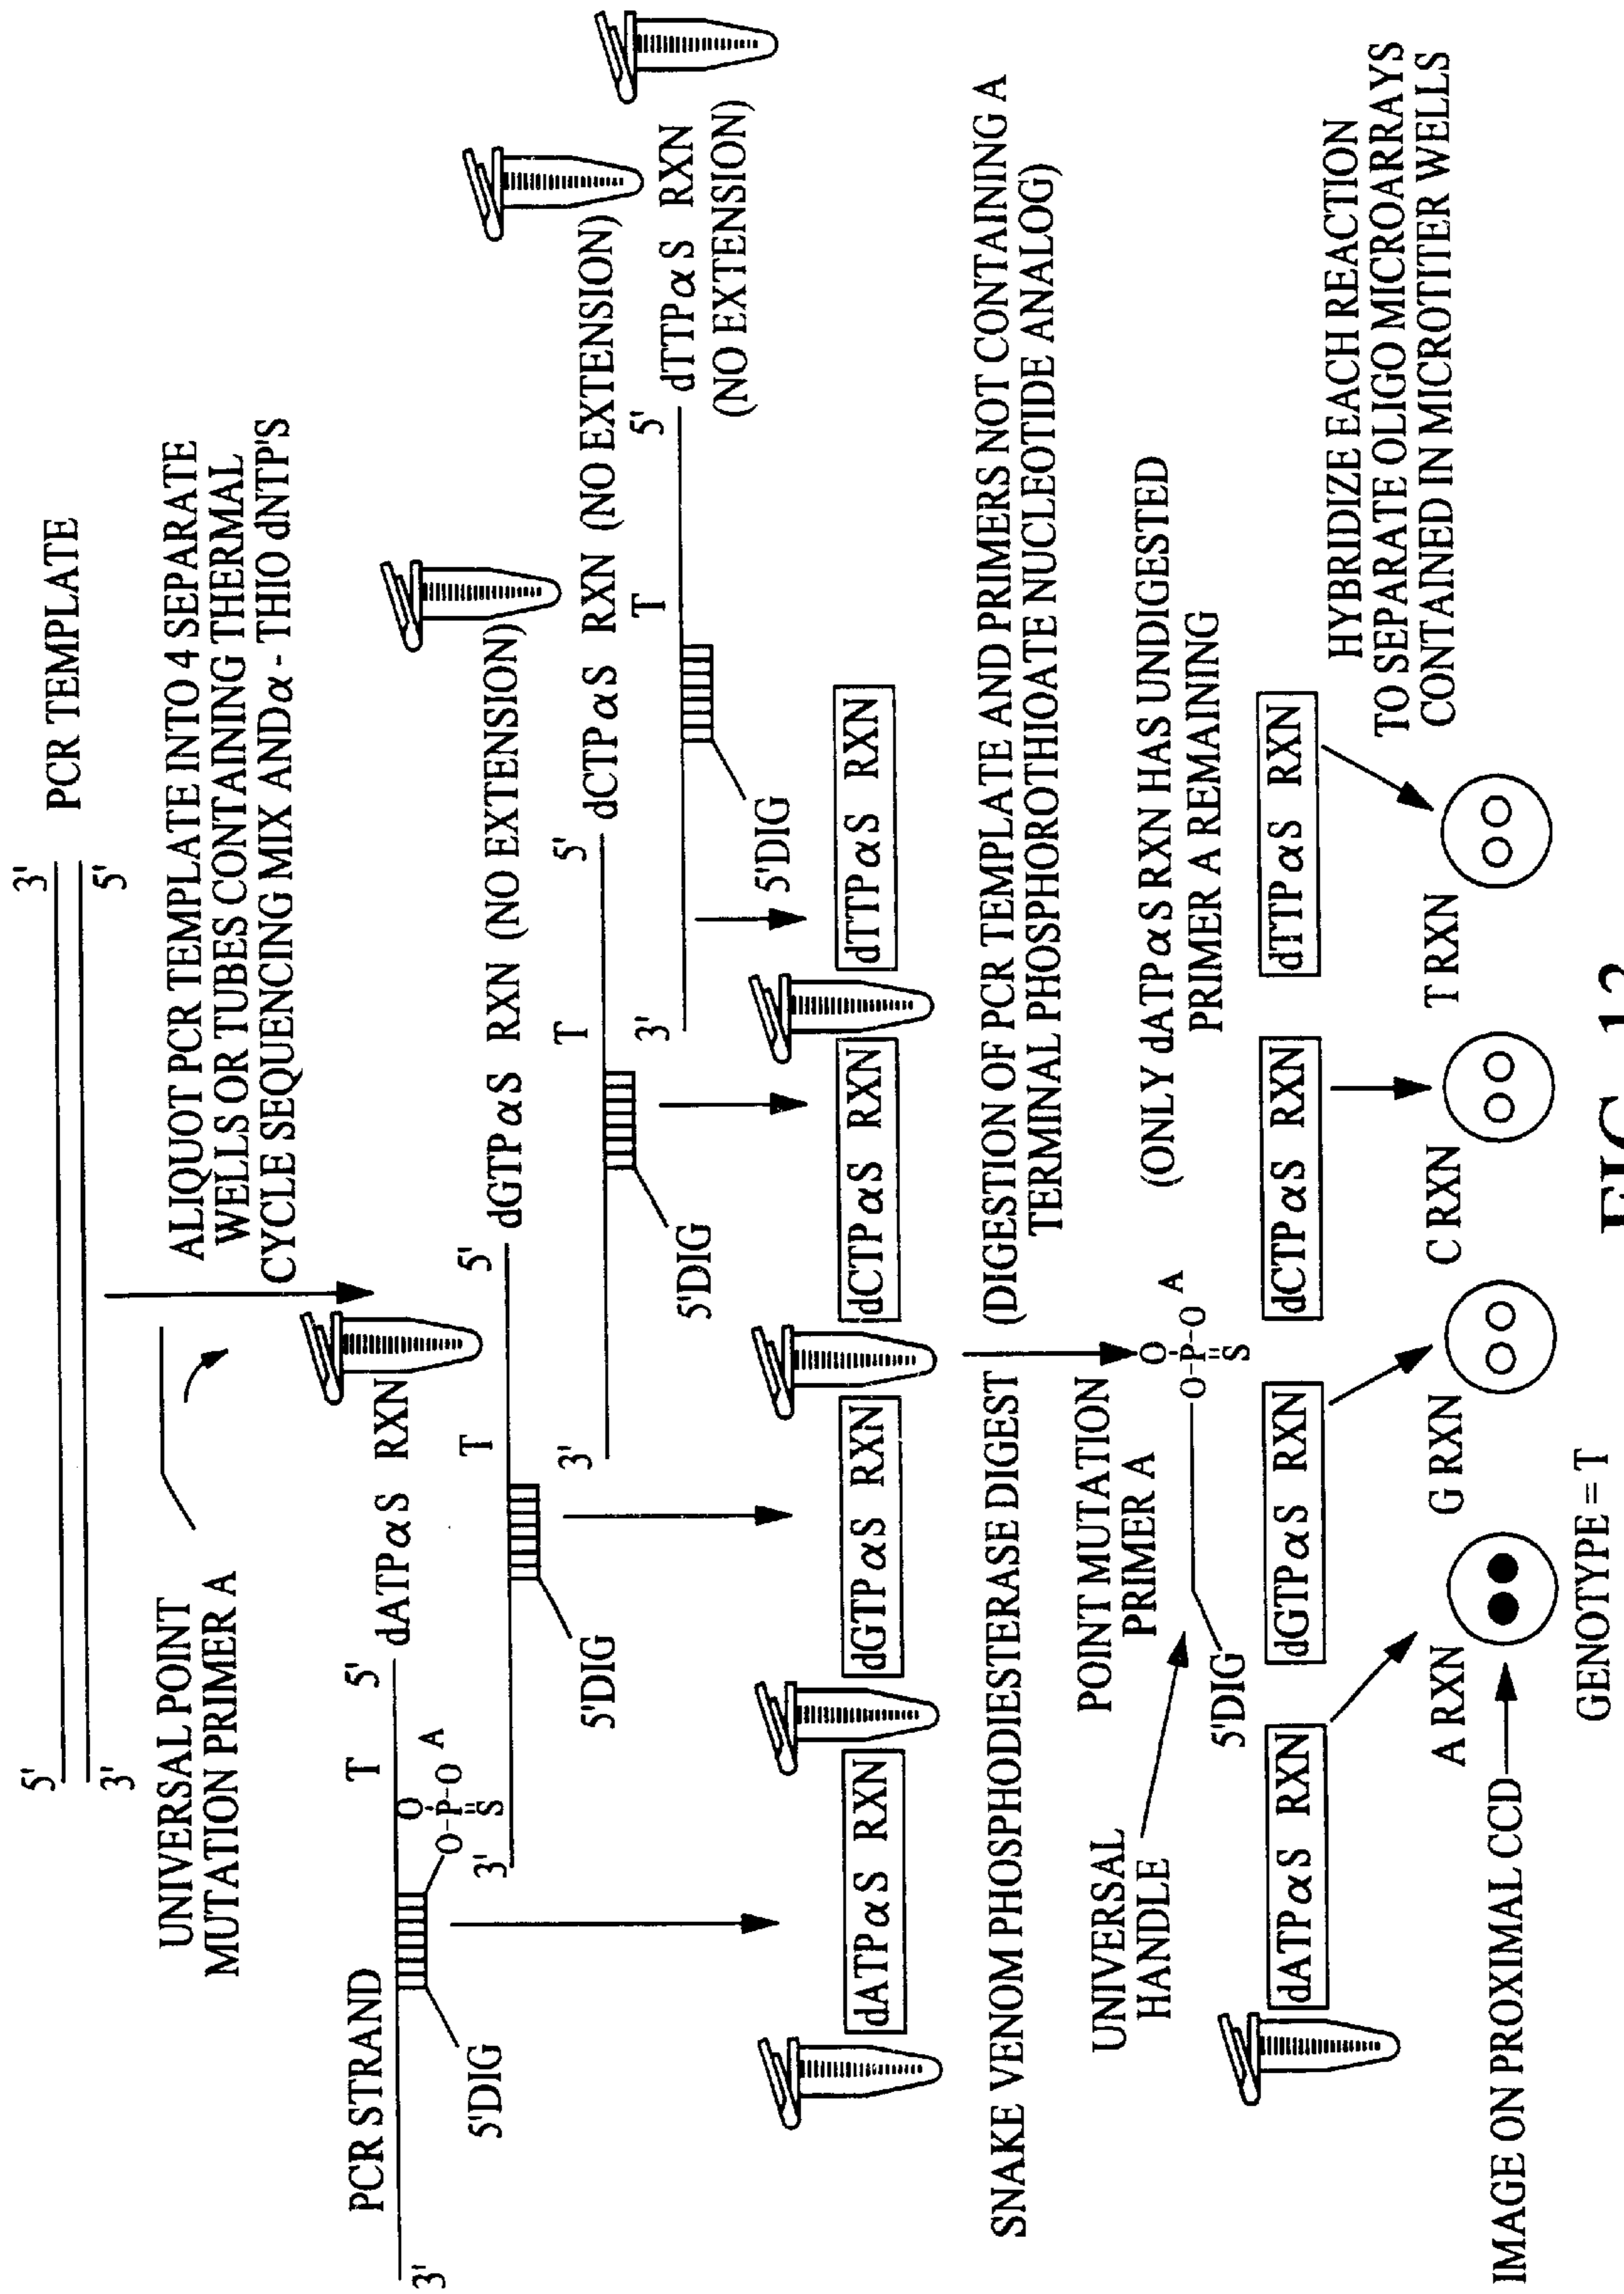 5'
3'
PCR TEMPLATE
3'
5'
UNIVERSAL POINT
MUTATION PRIMER A
ALIQUOT PCR TEMPLATE INTO 4 SEPARATE
WELLS OR TUBES CONTAINING THERMAL
CYCLE SEQUENCING MIX AND α - THIO dNTP'S
PCR STRAND
T
5'
dATPαS RXN
3'
5'DIG
O
O-P-O A
S
T
5'
dGTPαS RXN (NO EXTENSION)
3'
5'DIG
T
5'
dCTPαS RXN (NO EXTENSION)
3'
5'DIG
T
5'
dTTPαS RXN
(NO EXTENSION)
3'
5'DIG
dATPαS RXN
dGTPαS RXN
dCTPαS RXN
dTTPαS RXN
SNAKE VENOM PHOSPHODIESTERASE DIGEST
(DIGESTION OF PCR TEMPLATE AND PRIMERS NOT CONTAINING A
TERMINAL PHOSPHOROTHIOATE NUCLEOTIDE ANALOG)
UNIVERSAL
HANDLE
POINT MUTATION
PRIMER A
O
O-P-O A
S
5'DIG
(ONLY dATPαS RXN HAS UNDIGESTED
PRIMER A REMAINING
dATPαS RXN
dGTPαS RXN
dCTPαS RXN
dTTPαS RXN
HYBRIDIZE EACH REACTION
TO SEPARATE OLIGO MICROARRAYS
CONTAINED IN MICROTITER WELLS
A RXN
G RXN
C RXN
T RXN
IMAGE ON PROXIMAL CCD
GENOTYPE = T